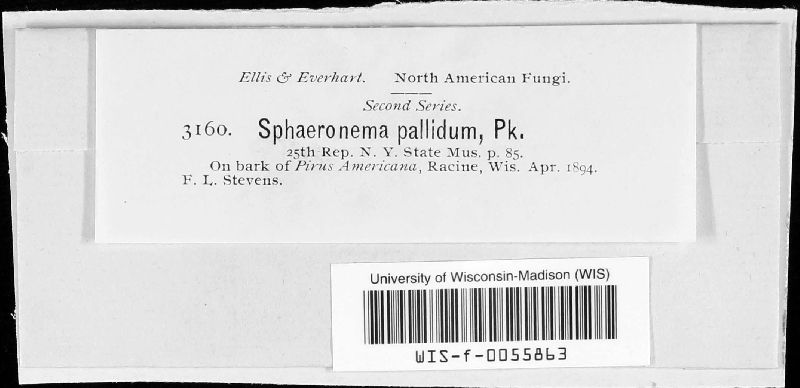 Ellis & Everhart. North American Fungi.
Second Series.
3160. Sphaeronema pallidum, Pk.
25th Rep. N. Y. State Mus. p. 85.
On bark of Pirus Americana, Racine, Wis. Apr. 1894.
F. L. Stevens.
University of Wisconsin-Madison (WIS)
WIS-f-0055863